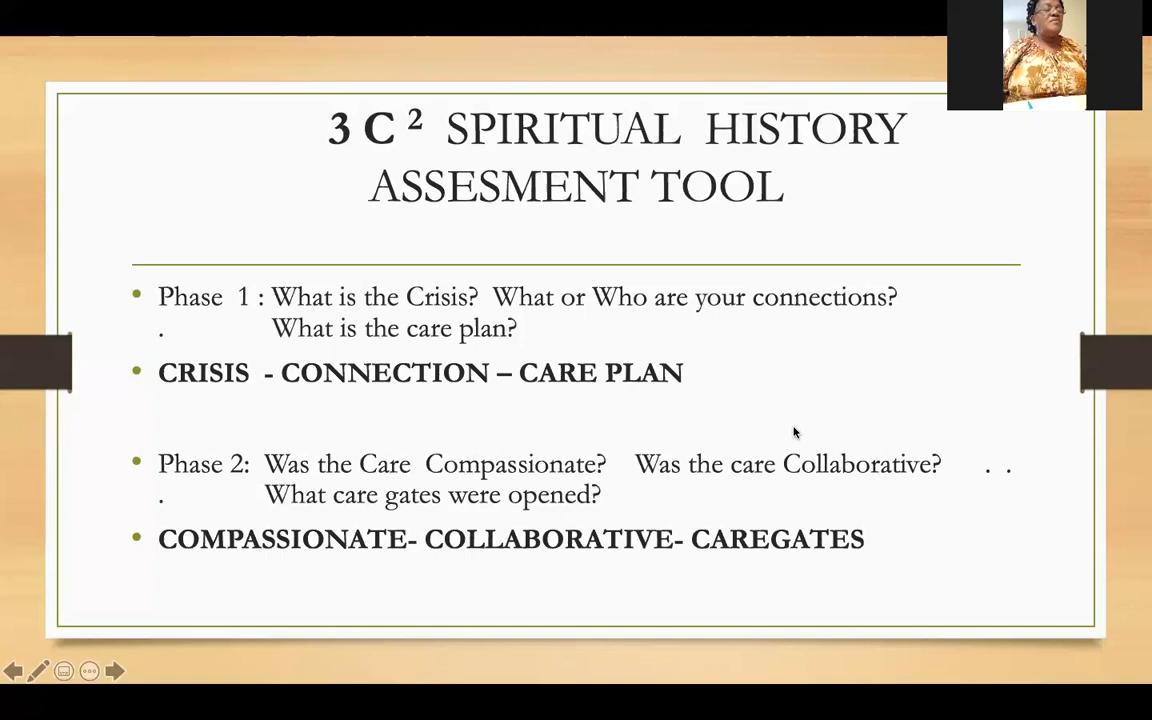 3 C ² SPIRITUAL HISTORY
ASSESMENT TOOL
• Phase 1 : What is the Crisis? What or Who are your connections?
. What is the care plan?
• CRISIS - CONNECTION – CARE PLAN
• Phase 2: Was the Care Compassionate? Was the care Collaborative? . .
. What care gates were opened?
• COMPASSIONATE- COLLABORATIVE- CAREGATES